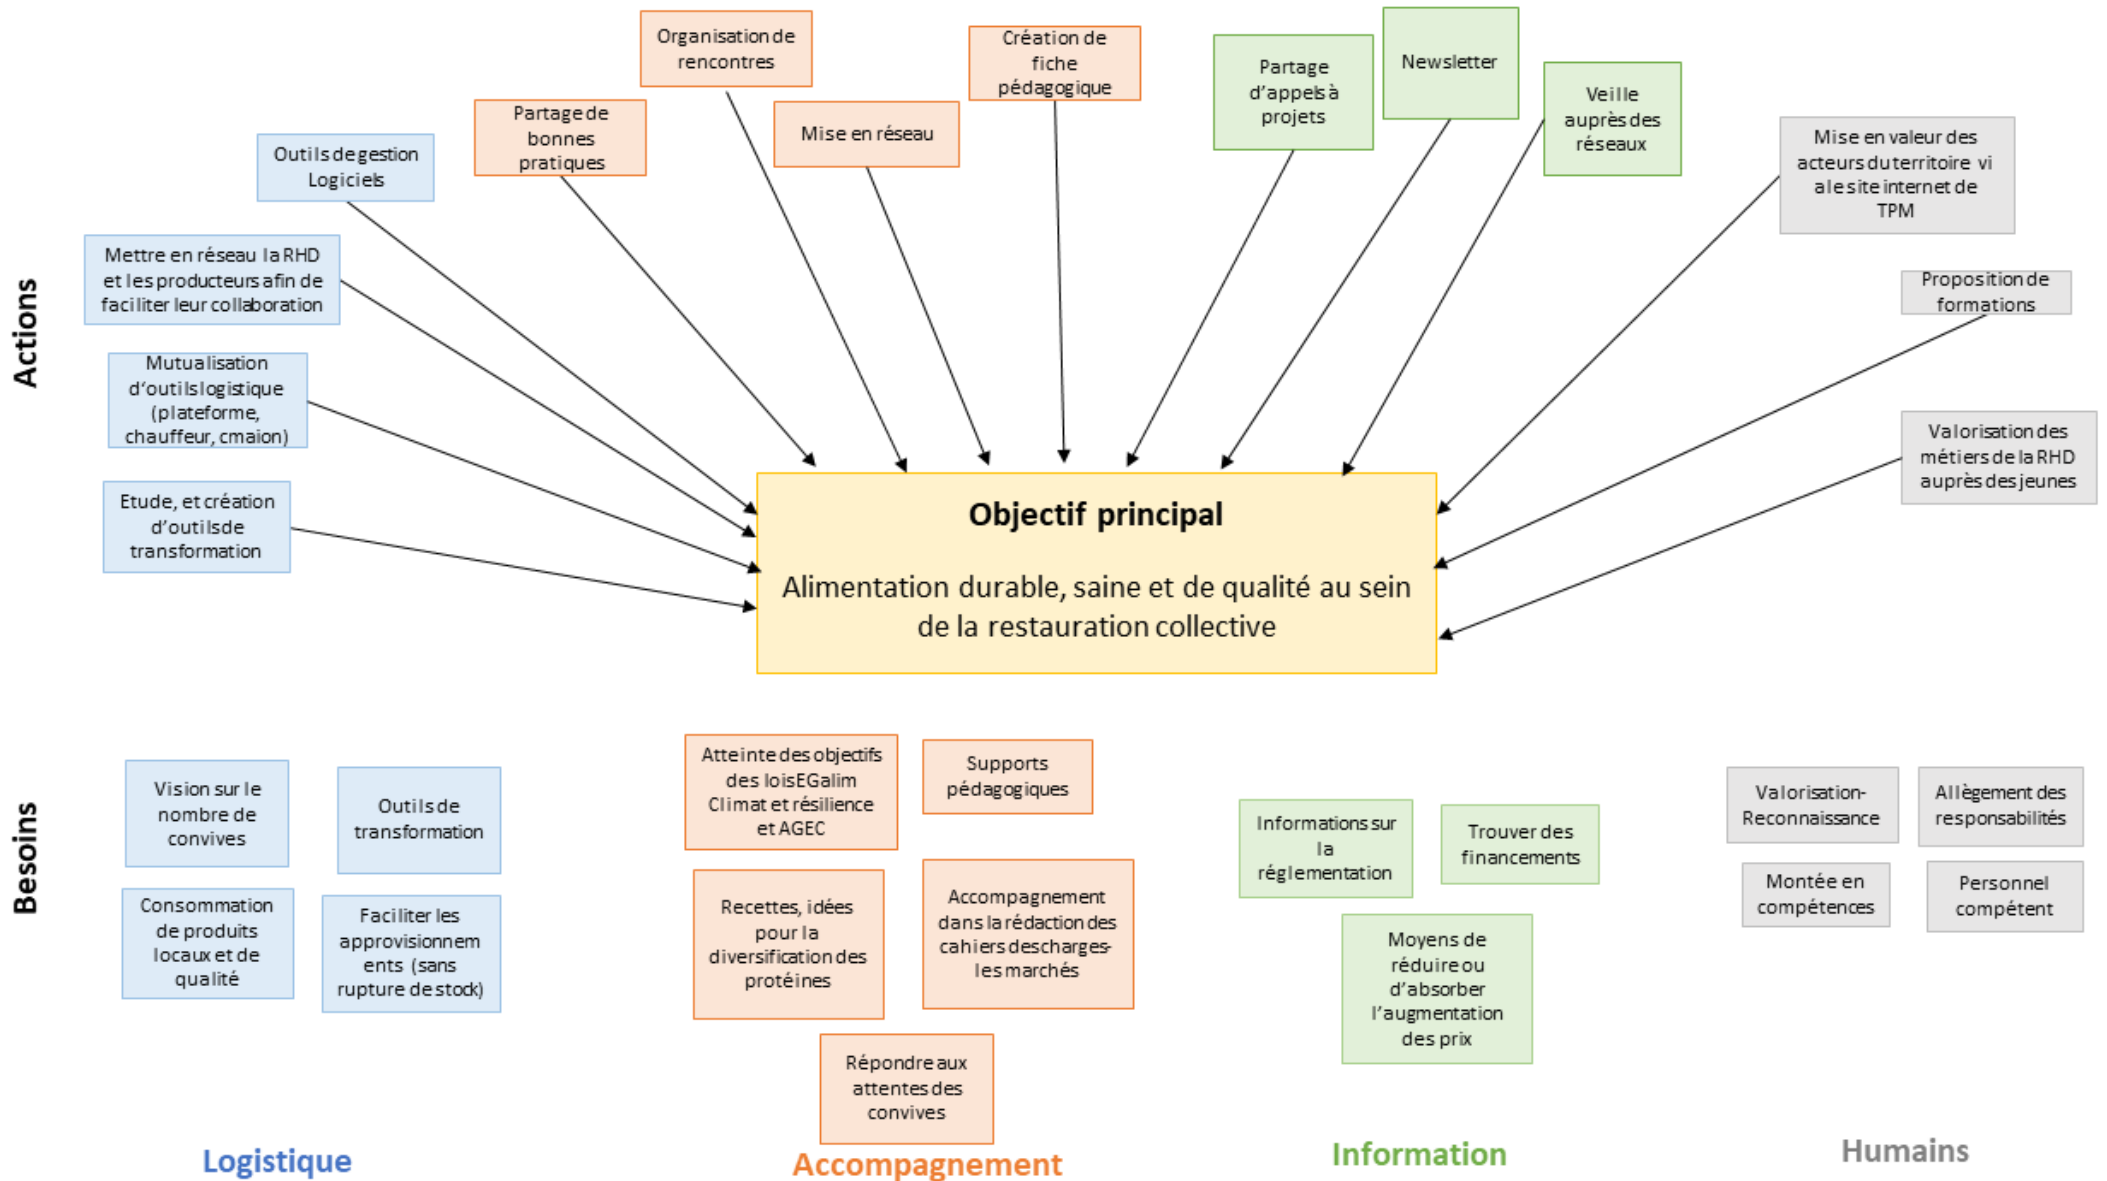 Organisation de
rencontres
Création de
fiche
pédagogique
Partage
d'appels à
projets
Newsletter
Veille
auprès des
réseaux
Partage de
bonnes
pratiques
Mise en réseau
Outils de gestion
Logiciels
Mise en valeur des
acteurs du territoire vi
a le site internet de
TPM
Mettre en réseau la RHD
et les producteurs afin de
faciliter leur collaboration
Proposition de
formations
Actions
Mutualisation
d'outils logistique
(plateforme,
chauffeur, cmaion)
Valorisation des
métiers de la RHD
auprès des jeunes
Etude, et création
d'outils de
transformation
Objectif principal
Alimentation durable, saine et de qualité au sein
de la restauration collective
Besoins
Vision sur le
nombre de
convives
Outils de
transformation
Consommation
de produits
locaux et de
qualité
Faciliter les
approvisionnem
ents (sans
rupture de stock)
Atteinte des objectifs
des lois EGalim
Climat et résilience
et AGEC
Supports
pédagogiques
Recettes, idées
pour la
diversification des
protéines
Accompagnement
dans la rédaction des
cahiers des charges-
les marchés
Répondre aux
attentes des
convives
Informations sur
la
réglementation
Trouver des
financements
Moyens de
réduire ou
d'absorber
l'augmentation
des prix
Valorisation-
Reconnaissance
Allègement des
responsabilités
Montée en
compétences
Personnel
compétent
Logistique
Accompagnement
Information
Humains